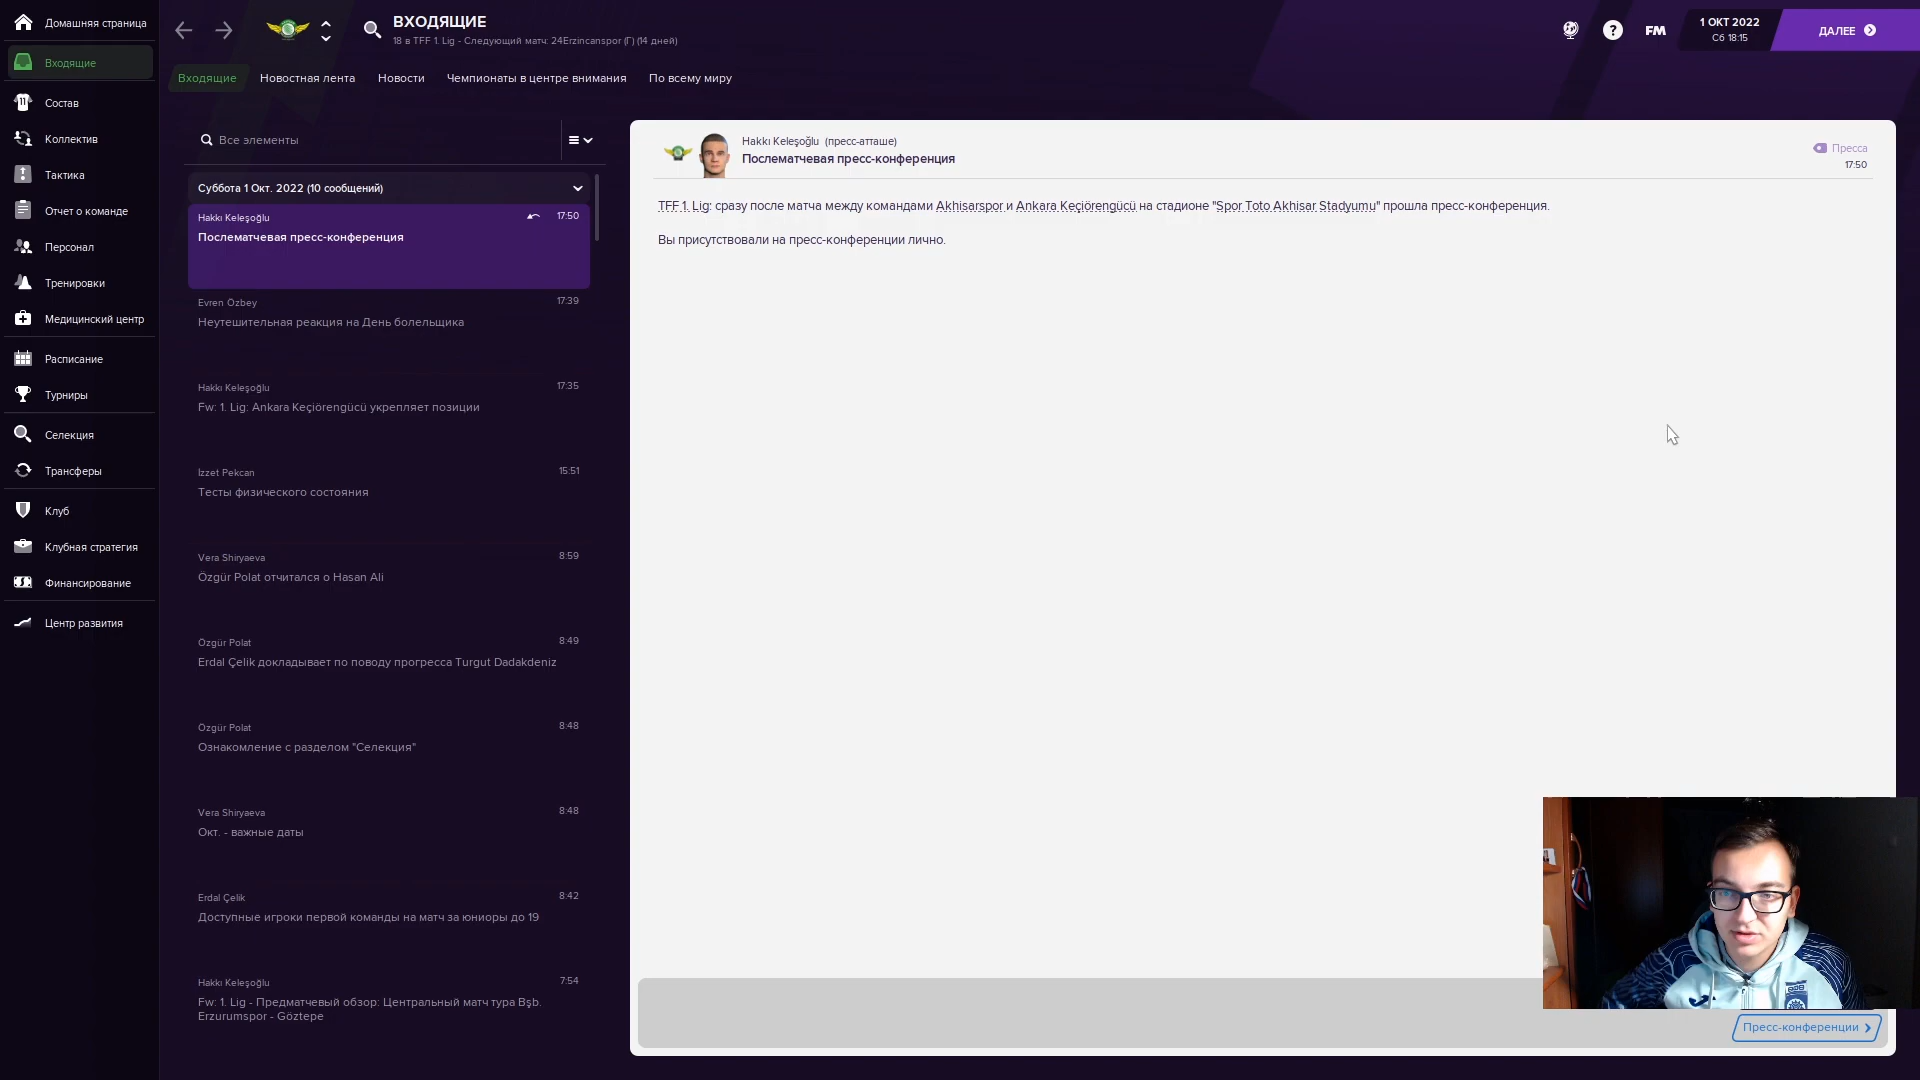 Домашняя страница
Входящие
Состав
Коллектив
Тактика
Отчет о команде
Персонал
Тренировки
Медицинский центр
Расписание
Турниры
Селекция
Трансферы
Клуб
Клубная стратегия
Финансирование
Центр развития
ВХОДЯЩИЕ
18 в TFF 1. Lig - Следующий матч: 24Erzincanspor (Г) (14 дней)
FM
1 ОКТ 2022
Сб 18:15
ДАЛЕЕ
Входящие Новостная лента Новости Чемпионаты в центре внимания По всему миру
Все элементы
Суббота 1 Окт. 2022 (10 сообщений)
Hakkı Keleşoğlu 17:50
Послематчевая пресс-конференция
Evren Özbey 17:39
Неутешительная реакция на День болельщика
Hakkı Keleşoğlu 17:35
Fw: 1. Lig: Ankara Keçiörengücü укрепляет позиции
İzzet Pekcan 15:51
Тесты физического состояния
Vera Shiryaeva 8:59
Özgür Polat отчитался о Hasan Ali
Özgür Polat 8:49
Erdal Çelik докладывает по поводу прогресса Turgut Dadakdeniz
Özgür Polat 8:48
Ознакомление с разделом "Селекция"
Vera Shiryaeva 8:48
Окт. - важные даты
Erdal Çelik 8:42
Доступные игроки первой команды на матч за юниоры до 19
Hakkı Keleşoğlu 7:54
Fw: 1. Lig - Предматчевый обзор: Центральный матч тура Bşb.
Erzurumspor - Göztepe
Hakkı Keleşoğlu (пресс-атташе)
Послематчевая пресс-конференция
Пресса
17:50
TFF 1. Lig: сразу после матча между командами Akhisarspor и Ankara Keçiörengücü на стадионе "Spor Toto Akhisar Stadyumu" прошла пресс-конференция.
Вы присутствовали на пресс-конференции лично.
Пресс-конференции